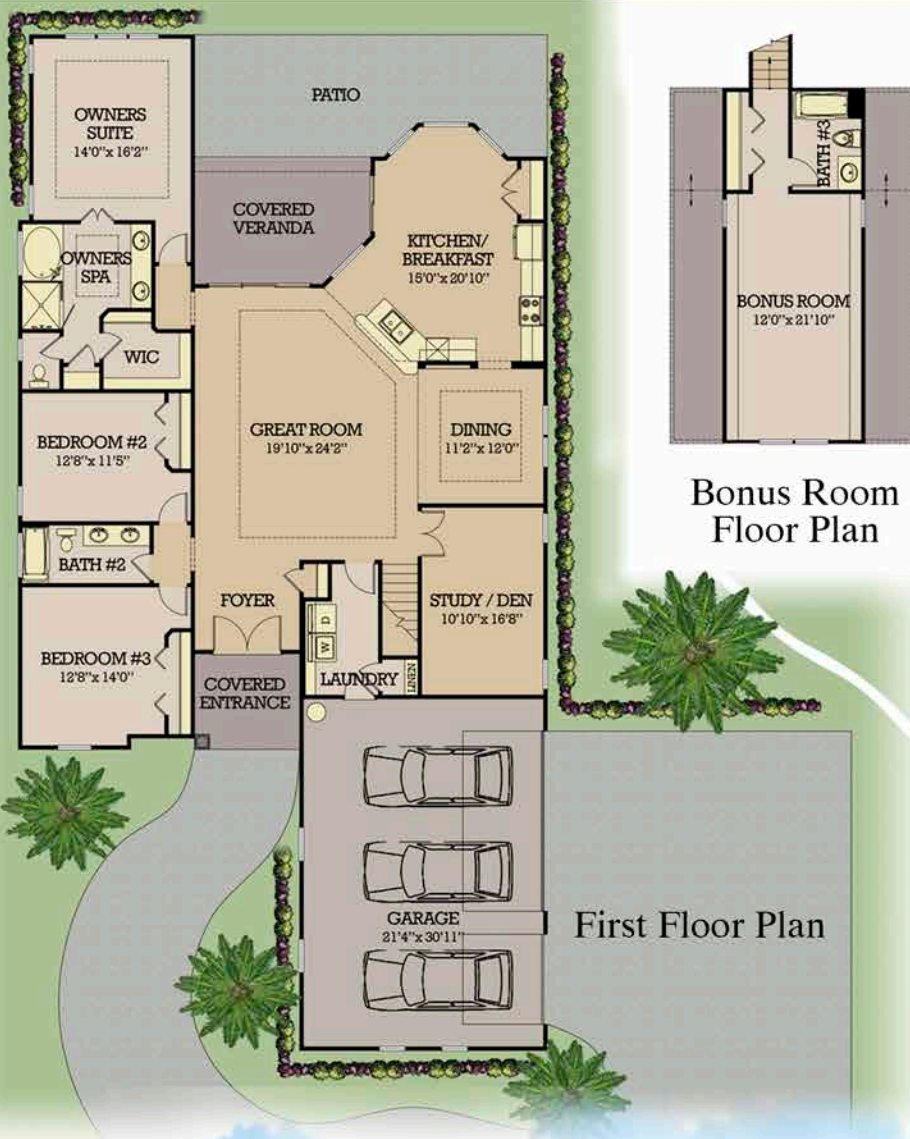 PATIO
OWNERS
SUITE
14'0"x 16'2"
COVERED
VERANDA
KITCHEN/
BREAKFAST
15'0"x 20'10"
OWNERS
SPA
WIC
BEDROOM #2
12'8"x 11'5"
GREAT ROOM
19'10"x 24'2"
DINING
11'2"x 12'0"
BATH #2
FOYER
STUDY / DEN
10'10"x 16'8"
D
W
BEDROOM #3
12'8"x 14'0"
COVERED
ENTRANCE
LAUNDRY
LINEN
GARAGE
21'4"x 30'11"
First Floor Plan
BATH #3
BONUS ROOM
12'0"x 21'10"
Bonus Room
Floor Plan